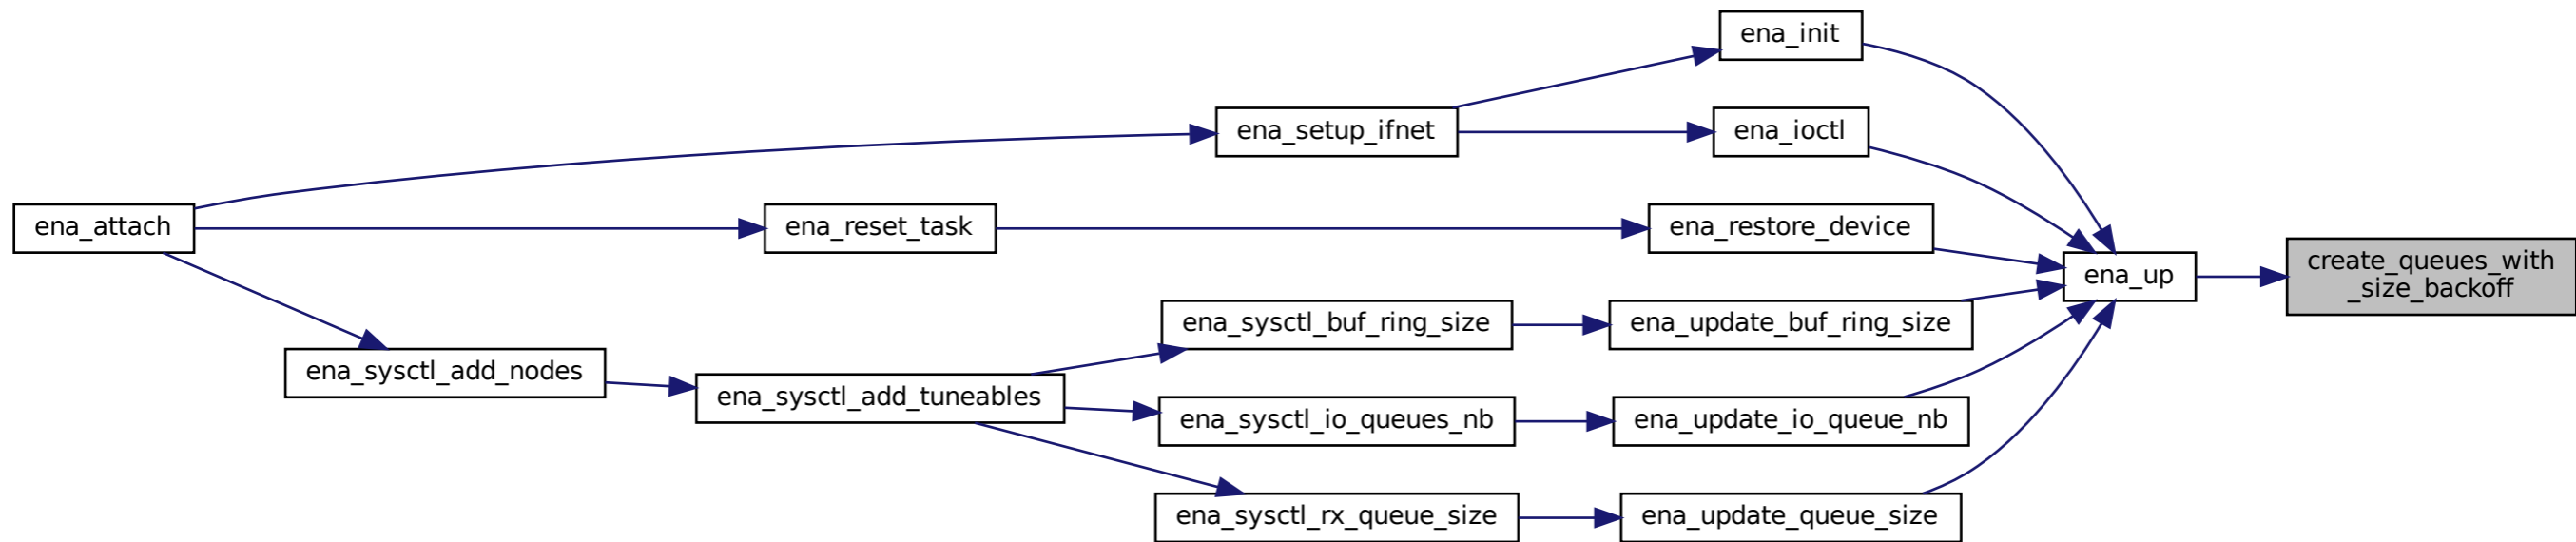 ena_init
ena_setup_ifnet
ena_ioctl
ena_attach
ena_reset_task
ena_restore_device
ena_up
create_queues_with
_size_backoff
ena_sysctl_buf_ring_size
ena_update_buf_ring_size
ena_sysctl_add_nodes
ena_sysctl_add_tuneables
ena_sysctl_io_queues_nb
ena_update_io_queue_nb
ena_sysctl_rx_queue_size
ena_update_queue_size